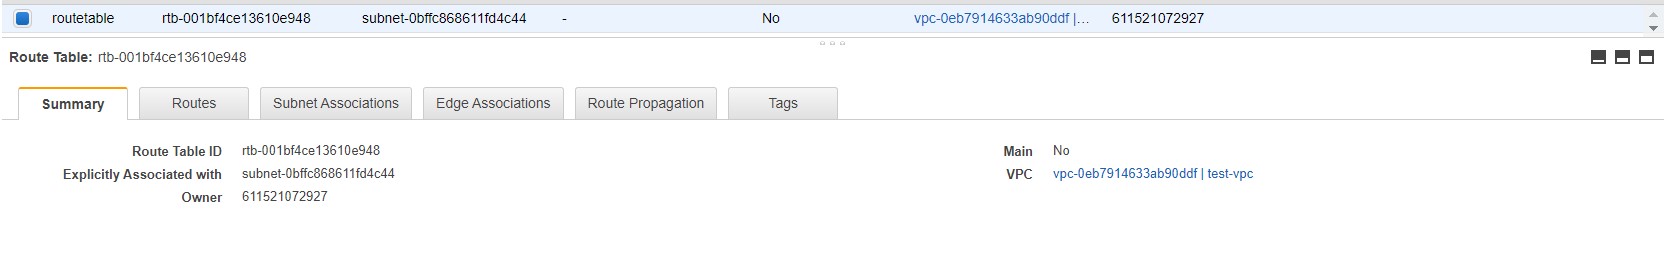 routetable rtb-001bf4ce13610e948 subnet-0bffc868611fd4c44 - No vpc-0eb7914633ab90ddf |... 611521072927
Route Table: rtb-001bf4ce13610e948
Summary Routes Subnet Associations Edge Associations Route Propagation Tags
Route Table ID rtb-001bf4ce13610e948 Main No
Explicitly Associated with subnet-0bffc868611fd4c44 VPC vpc-0eb7914633ab90ddf | test-vpc
Owner 611521072927